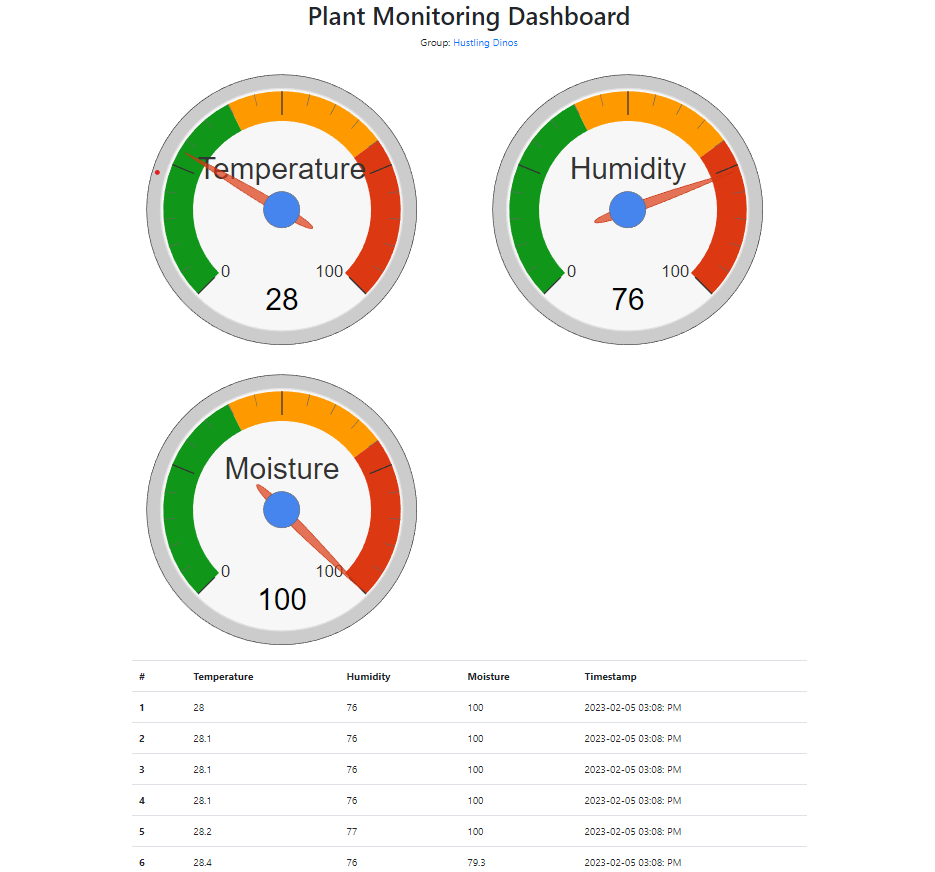 Plant Monitoring Dashboard
Group: Hustling Dinos
Temperature
0 100
28
Humidity
0 100
76
Moisture
0 100
100
# Temperature Humidity Moisture Timestamp
1 28 76 100 2023-02-05 03:08: PM
2 28.1 76 100 2023-02-05 03:08: PM
3 28.1 76 100 2023-02-05 03:08: PM
4 28.1 76 100 2023-02-05 03:08: PM
5 28.2 77 100 2023-02-05 03:08: PM
6 28.4 76 79.3 2023-02-05 03:08: PM